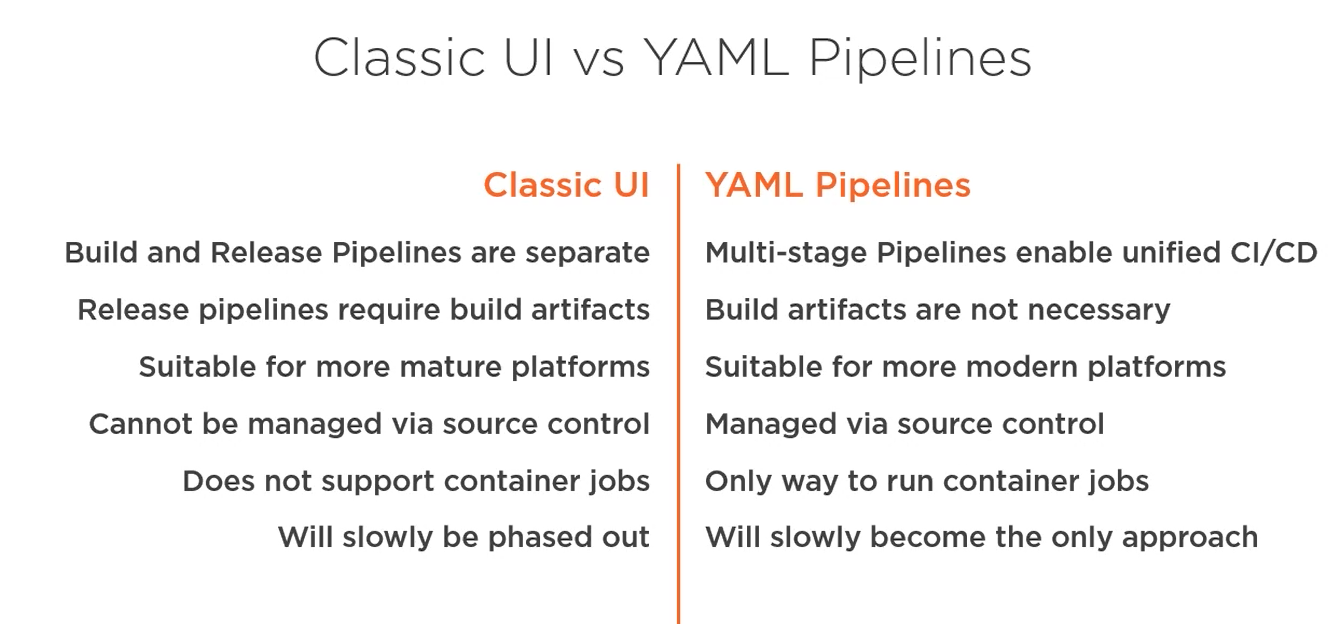 Classic UI vs YAML Pipelines
Classic UI
Build and Release Pipelines are separate
Release pipelines require build artifacts
Suitable for more mature platforms
Cannot be managed via source control
Does not support container jobs
Will slowly be phased out
YAML Pipelines
Multi-stage Pipelines enable unified CI/CD
Build artifacts are not necessary
Suitable for more modern platforms
Managed via source control
Only way to run container jobs
Will slowly become the only approach